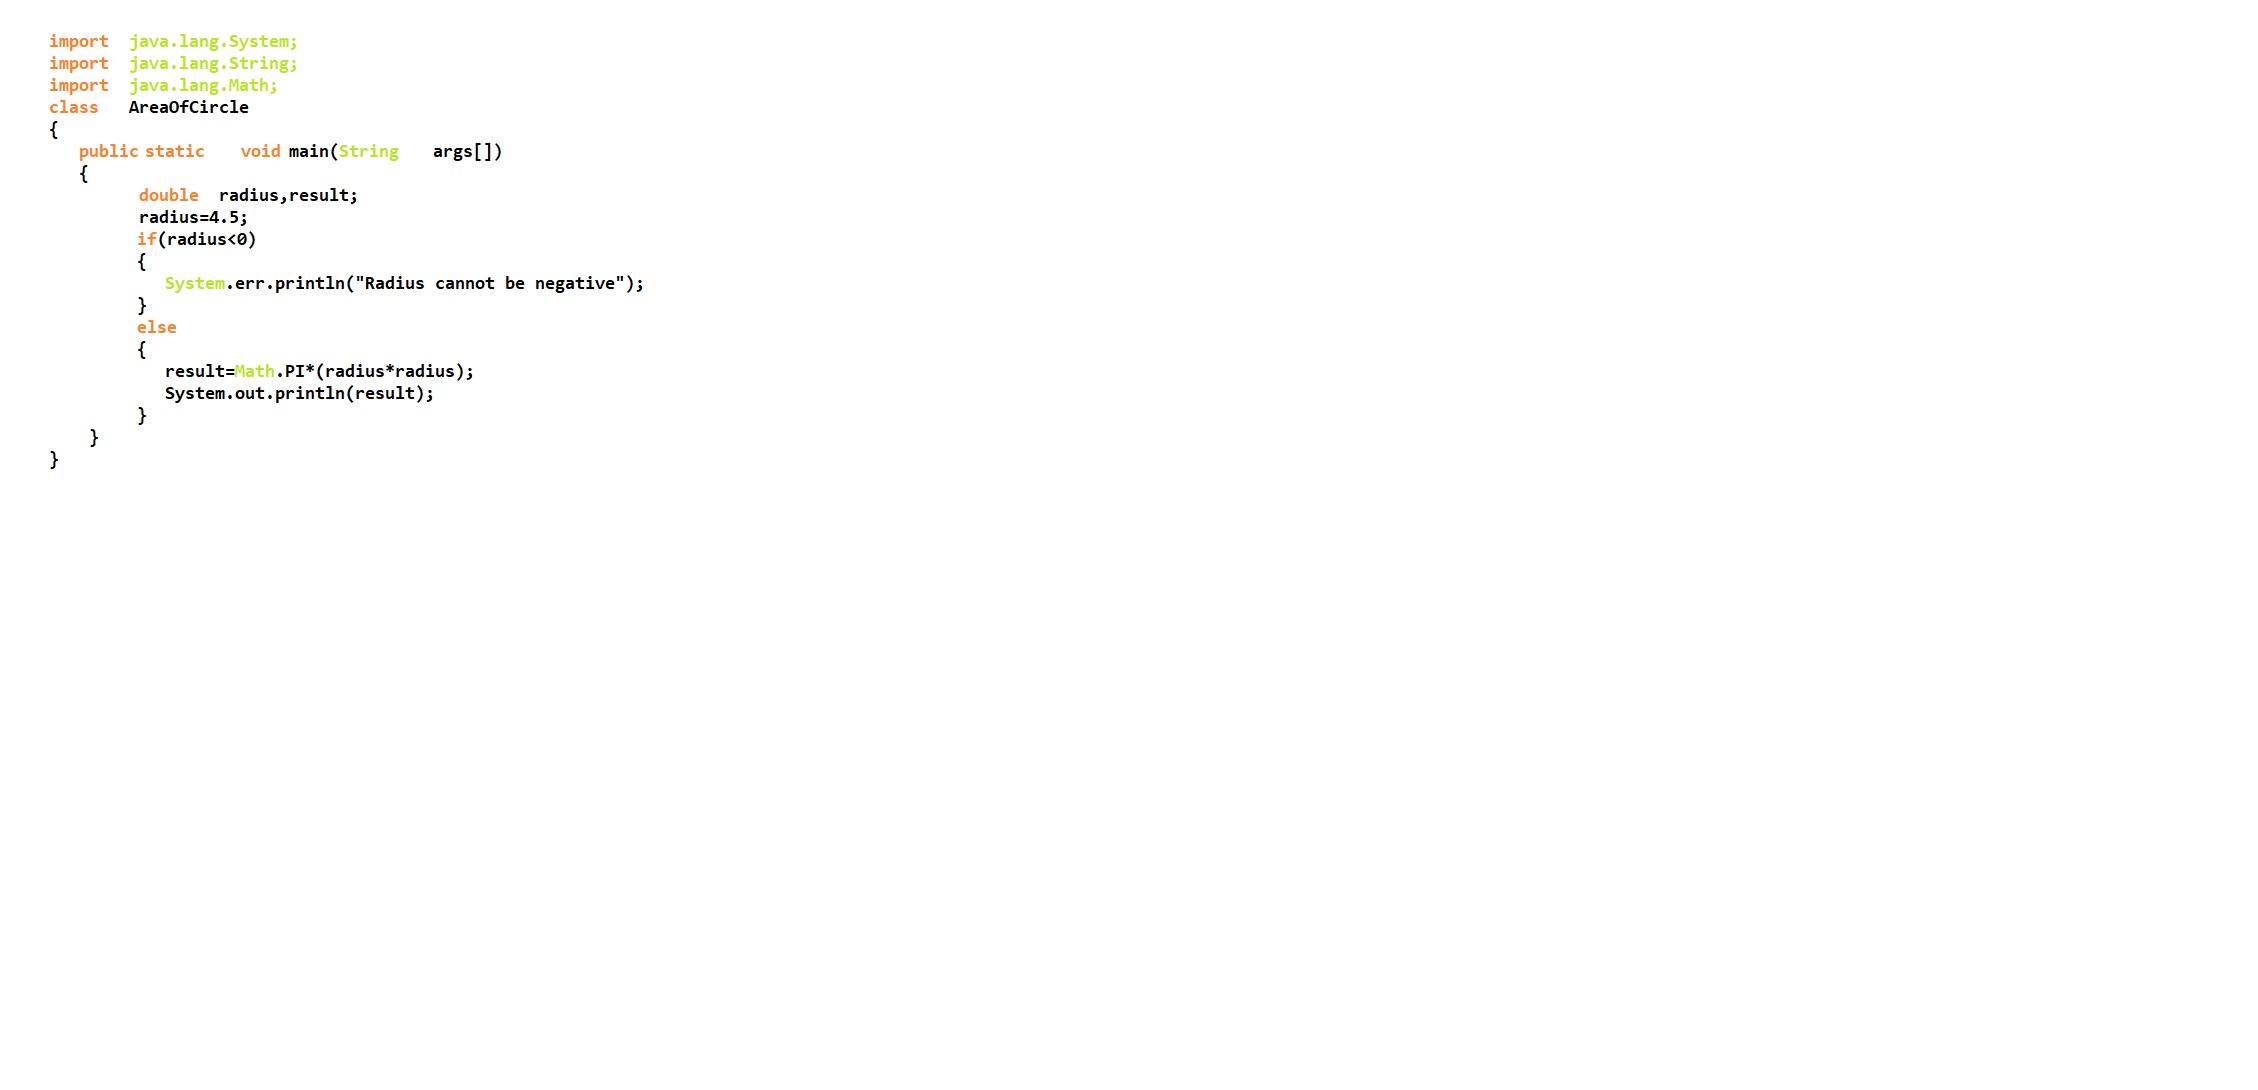 import java.lang.System;
import java.lang.String;
import java.lang.Math;
class AreaOfCircle
{
public static void main(String args[])
{
double radius,result;
radius=4.5;
if(radius<0)
{
System.err.println("Radius cannot be negative");
}
else
{
result=Math.PI*(radius*radius);
System.out.println(result);
}
}
}